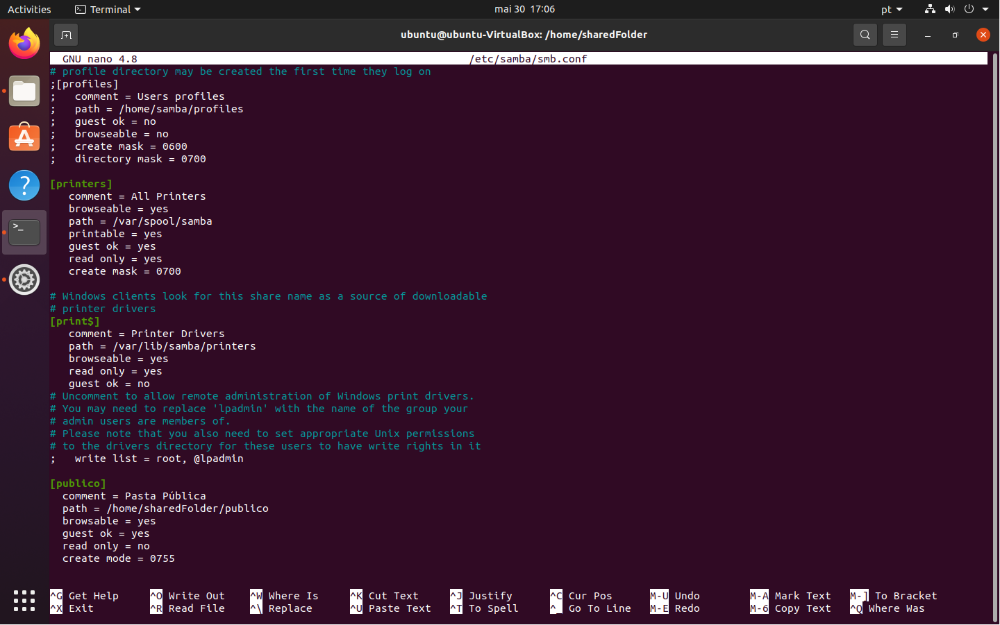 Activities Terminal mai 30 17:06 pt
ubuntu@ubuntu-VirtualBox: /home/sharedFolder
GNU nano 4.8 /etc/samba/smb.conf
# profile directory may be created the first time they log on
;[profiles]
;   comment = Users profiles
;   path = /home/samba/profiles
;   guest ok = no
;   browseable = no
;   create mask = 0600
;   directory mask = 0700
[printers]
   comment = All Printers
   browseable = yes
   path = /var/spool/samba
   printable = yes
   guest ok = yes
   read only = yes
   create mask = 0700
# Windows clients look for this share name as a source of downloadable
# printer drivers
[print$]
   comment = Printer Drivers
   path = /var/lib/samba/printers
   browseable = yes
   read only = yes
   guest ok = no
# Uncomment to allow remote administration of Windows print drivers.
# You may need to replace 'lpadmin' with the name of the group your
# admin users are members of.
# Please note that you also need to set appropriate Unix permissions
# to the drivers directory for these users to have write rights in it
;   write list = root, @lpadmin
[publico]
  comment = Pasta Pública
  path = /home/sharedFolder/publico
  browsable = yes
  guest ok = yes
  read only = no
  create mode = 0755
^G Get Help ^O Write Out ^W Where Is ^K Cut Text ^J Justify ^C Cur Pos M-U Undo M-A Mark Text M-] To Bracket
^X Exit ^R Read File ^\ Replace ^U Paste Text ^T To Spell ^_ Go To Line M-E Redo M-6 Copy Text ^Q Where Was